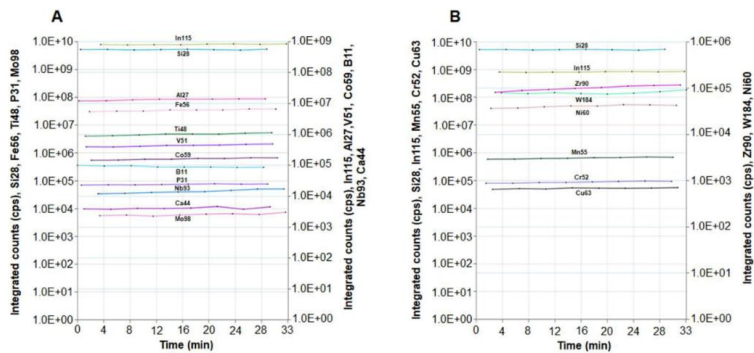 A
Integrated counts (cps), Si28, Fe56, Ti48, P31, Mo98
1.0E+10
1.0E+09
1.0E+08
1.0E+07
1.0E+06
1.0E+05
1.0E+04
1.0E+03
1.0E+02
1.0E+01
1.0E+00
In115
Si28
Al27
Fe56
Ti48
V51
Co59
B11
P31
Nb93
Ca44
Mo98
1.0E+09
1.0E+08
1.0E+07
1.0E+06
1.0E+05
1.0E+04
1.0E+03
1.0E+02
1.0E+01
1.0E+00
Integrated counts (cps), In115, Al27,V51, Co59, B11,
Nb93, Ca44
0 4 8 12 16 21 24 28 33
Time (min)
B
Integrated counts (cps), Si28, In115, Mn55, Cr52, Cu63
1.0E+10
1.0E+09
1.0E+08
1.0E+07
1.0E+06
1.0E+05
1.0E+04
1.0E+03
1.0E+02
1.0E+01
1.0E+00
Si28
In115
Zr90
W184
Ni60
Mn55
Cr52
Cu63
1.0E+06
1.0E+05
1.0E+04
1.0E+03
1.0E+02
1.0E+01
1.0E+00
Integrated counts (cps), Zr90, W184, Ni60
0 4 8 12 16 21 24 28 33
Time (min)